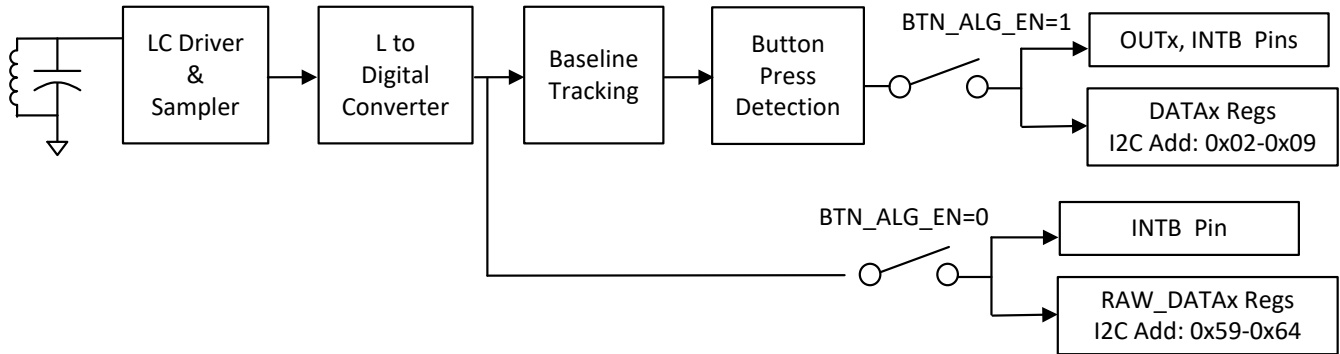 LC Driver
&
Sampler
L to
Digital
Converter
Baseline
Tracking
Button
Press
Detection
BTN_ALG_EN=1
OUTx, INTB Pins
DATAx Regs
I2C Add: 0x02-0x09
BTN_ALG_EN=0
INTB Pin
RAW_DATAx Regs
I2C Add: 0x59-0x64